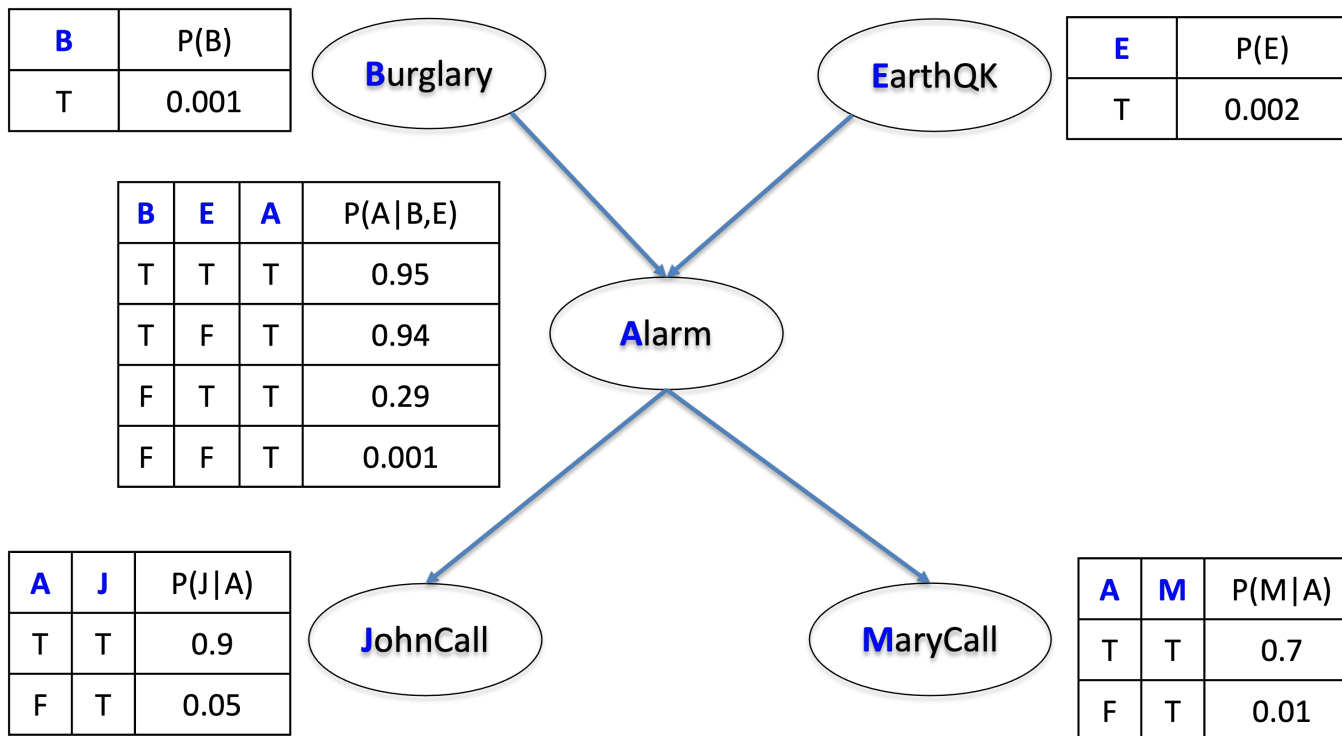 B P(B)
T 0.001
Burglary
EarthQK
E P(E)
T 0.002
B E A P(A|B,E)
T T T 0.95
T F T 0.94
F T T 0.29
F F T 0.001
Alarm
A J P(J|A)
T T 0.9
F T 0.05
JohnCall
MaryCall
A M P(M|A)
T T 0.7
F T 0.01